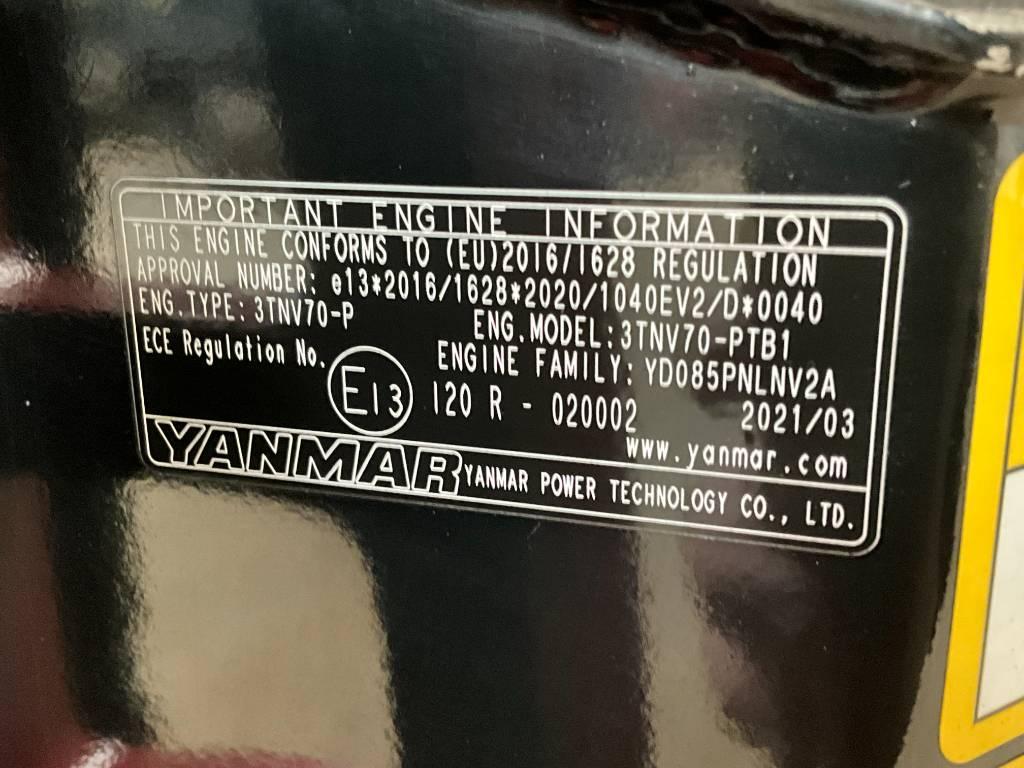 IMPORTANT ENGINE INFORMATION
THIS ENGINE CONFORMS TO (EU)2016/1628 REGULATION
APPROVAL NUMBER: e13*2016/1628*2020/1040EV2/D*0040
ENG.TYPE: 3TNV70-P ENG.MODEL: 3TNV70-PTB1
ECE Regulation No. ENGINE FAMILY: YD085PNLNV2A
E13 120 R - 020002 2021/03
www.yanmar.com
YANMAR YANMAR POWER TECHNOLOGY CO., LTD.